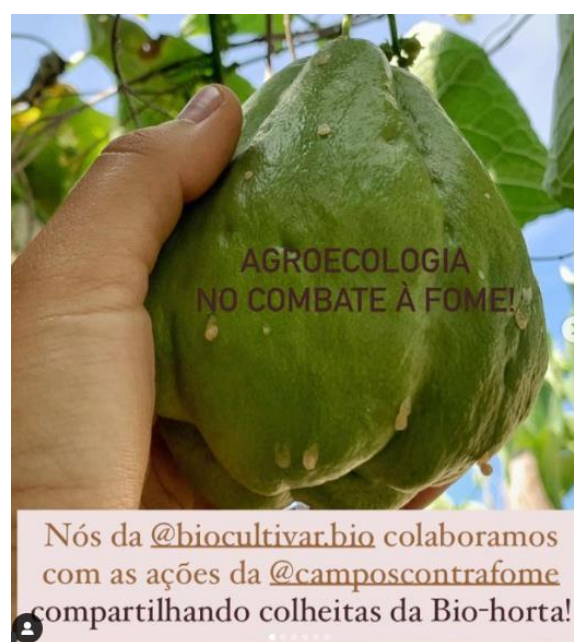 AGROECOLOGIA
NO COMBATE À FOME!
Nós da @biocultivar.bio colaboramos
com as ações da @camposcontrafome
compartilhando colheitas da Bio-horta!